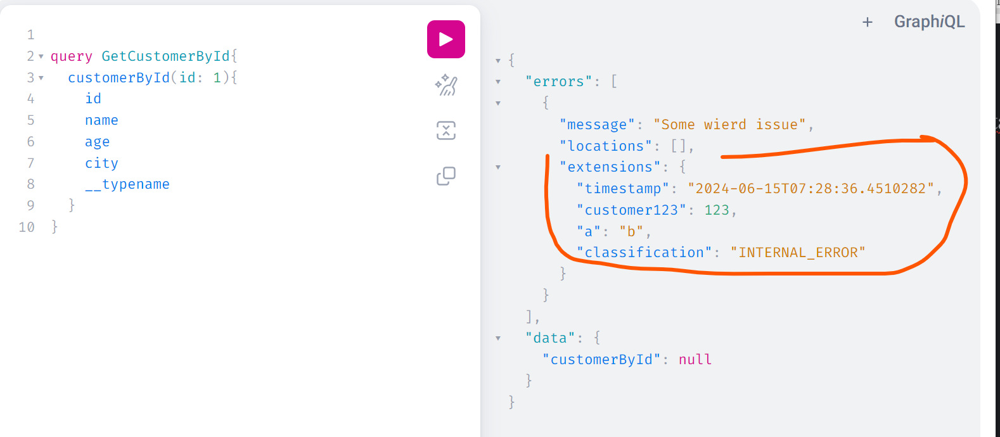 1
2 query GetCustomerById{
3 customerById(id: 1){
4 id
5 name
6 age
7 city
8 __typename
9 }
10 }
+ GraphiQL
{
"errors": [
{
"message": "Some wierd issue",
"locations": [],
"extensions": {
"timestamp": "2024-06-15T07:28:36.4510282",
"customer123": 123,
"a": "b",
"classification": "INTERNAL_ERROR"
}
}
],
"data": {
"customerById": null
}
}